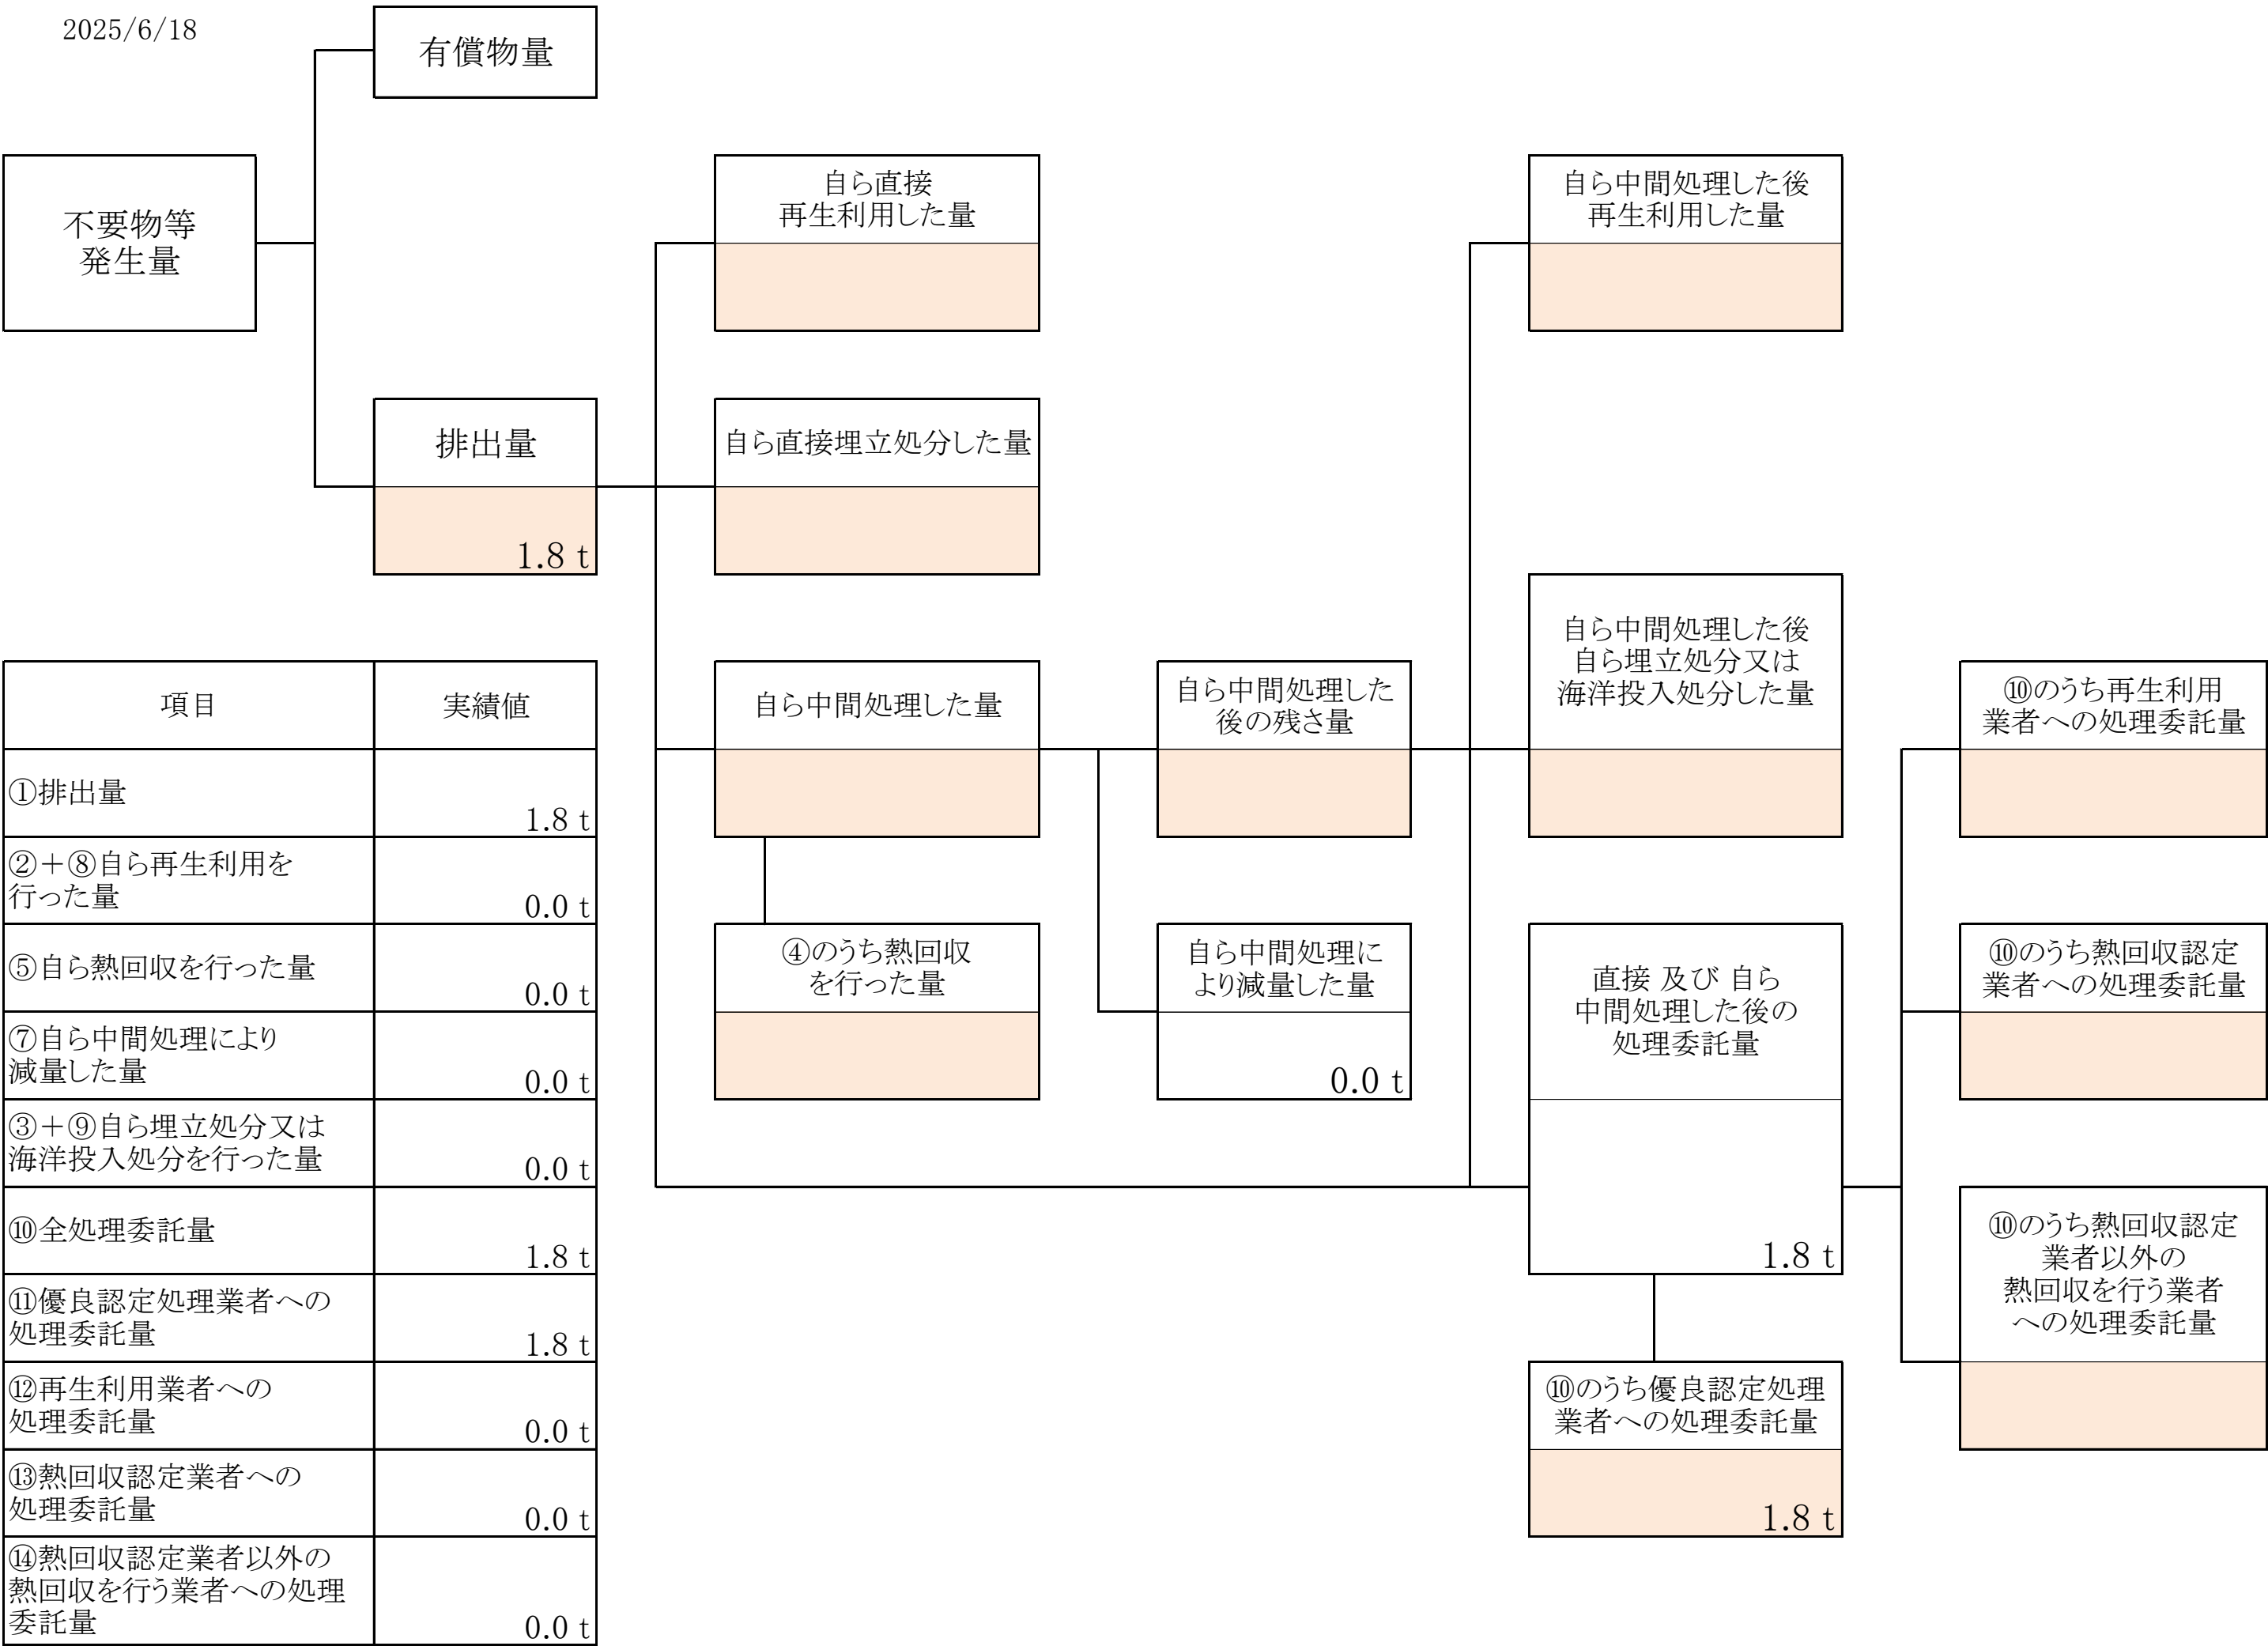 2025/6/18
有償物量
不要物等
発生量
自ら直接
再生利用した量
自ら中間処理した後
再生利用した量
排出量
1.8 t
自ら直接埋立処分した量
自ら中間処理した量
自ら中間処理した
後の残さ量
自ら中間処理した後
自ら埋立処分又は
海洋投入処分した量
⑩のうち再生利用
業者への処理委託量
④のうち熱回収
を行った量
自ら中間処理に
より減量した量
0.0 t
直接 及び 自ら
中間処理した後の
処理委託量
1.8 t
⑩のうち熱回収認定
業者への処理委託量
⑩のうち熱回収認定
業者以外の
熱回収を行う業者
への処理委託量
⑩のうち優良認定処理
業者への処理委託量
1.8 t
項目 実績値
①排出量
1.8 t
②＋⑧自ら再生利用を
行った量
0.0 t
⑤自ら熱回収を行った量
0.0 t
⑦自ら中間処理により
減量した量
0.0 t
③＋⑨自ら埋立処分又は
海洋投入処分を行った量
0.0 t
⑩全処理委託量
1.8 t
⑪優良認定処理業者への
処理委託量
1.8 t
⑫再生利用業者への
処理委託量
0.0 t
⑬熱回収認定業者への
処理委託量
0.0 t
⑭熱回収認定業者以外の
熱回収を行う業者への処理
委託量
0.0 t